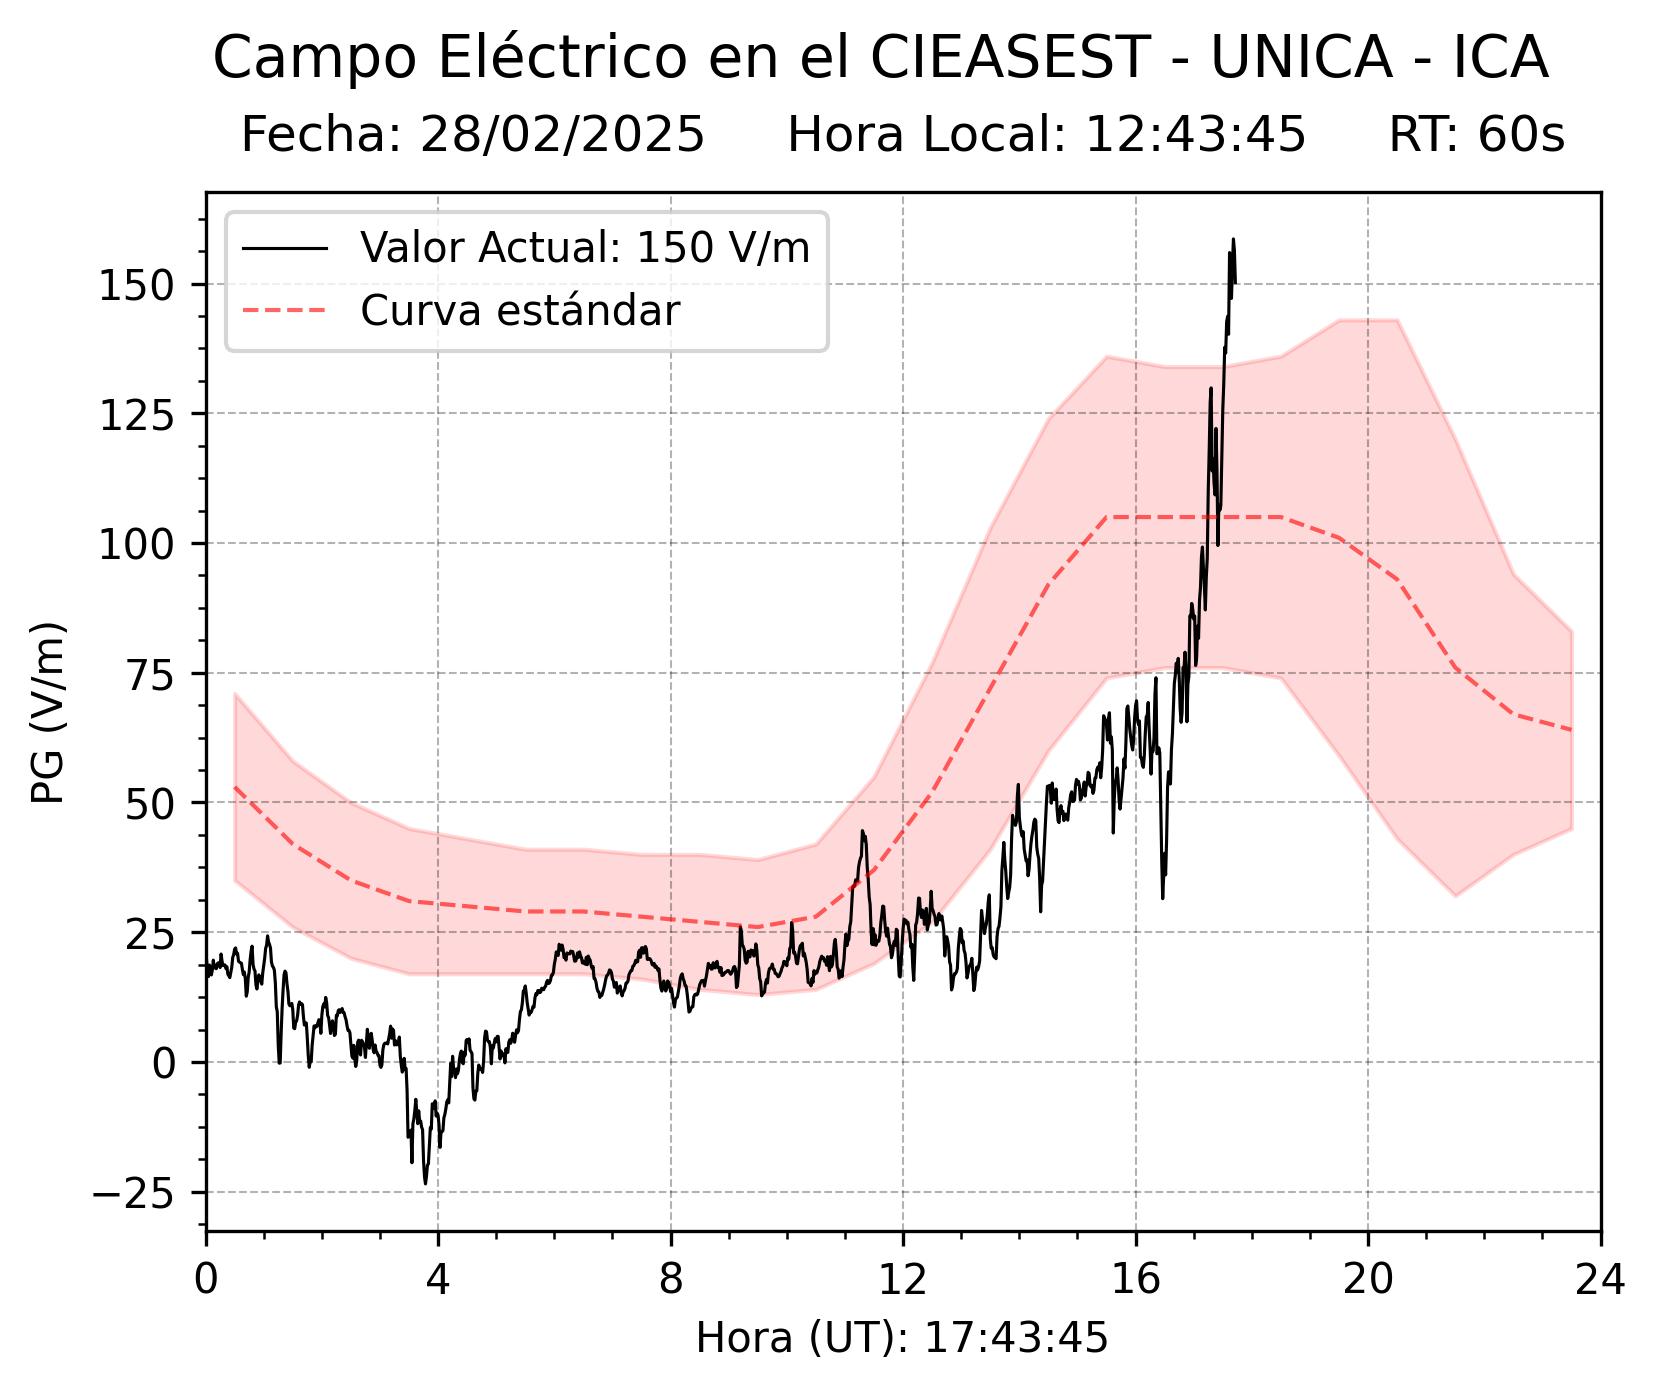 Campo Eléctrico en el CIEASEST - UNICA - ICA
Fecha: 28/02/2025 Hora Local: 12:43:45 RT: 60s
Valor Actual: 150 V/m
Curva estándar
PG (V/m)
150
125
100
75
50
25
0
−25
0 4 8 12 16 20 24
Hora (UT): 17:43:45